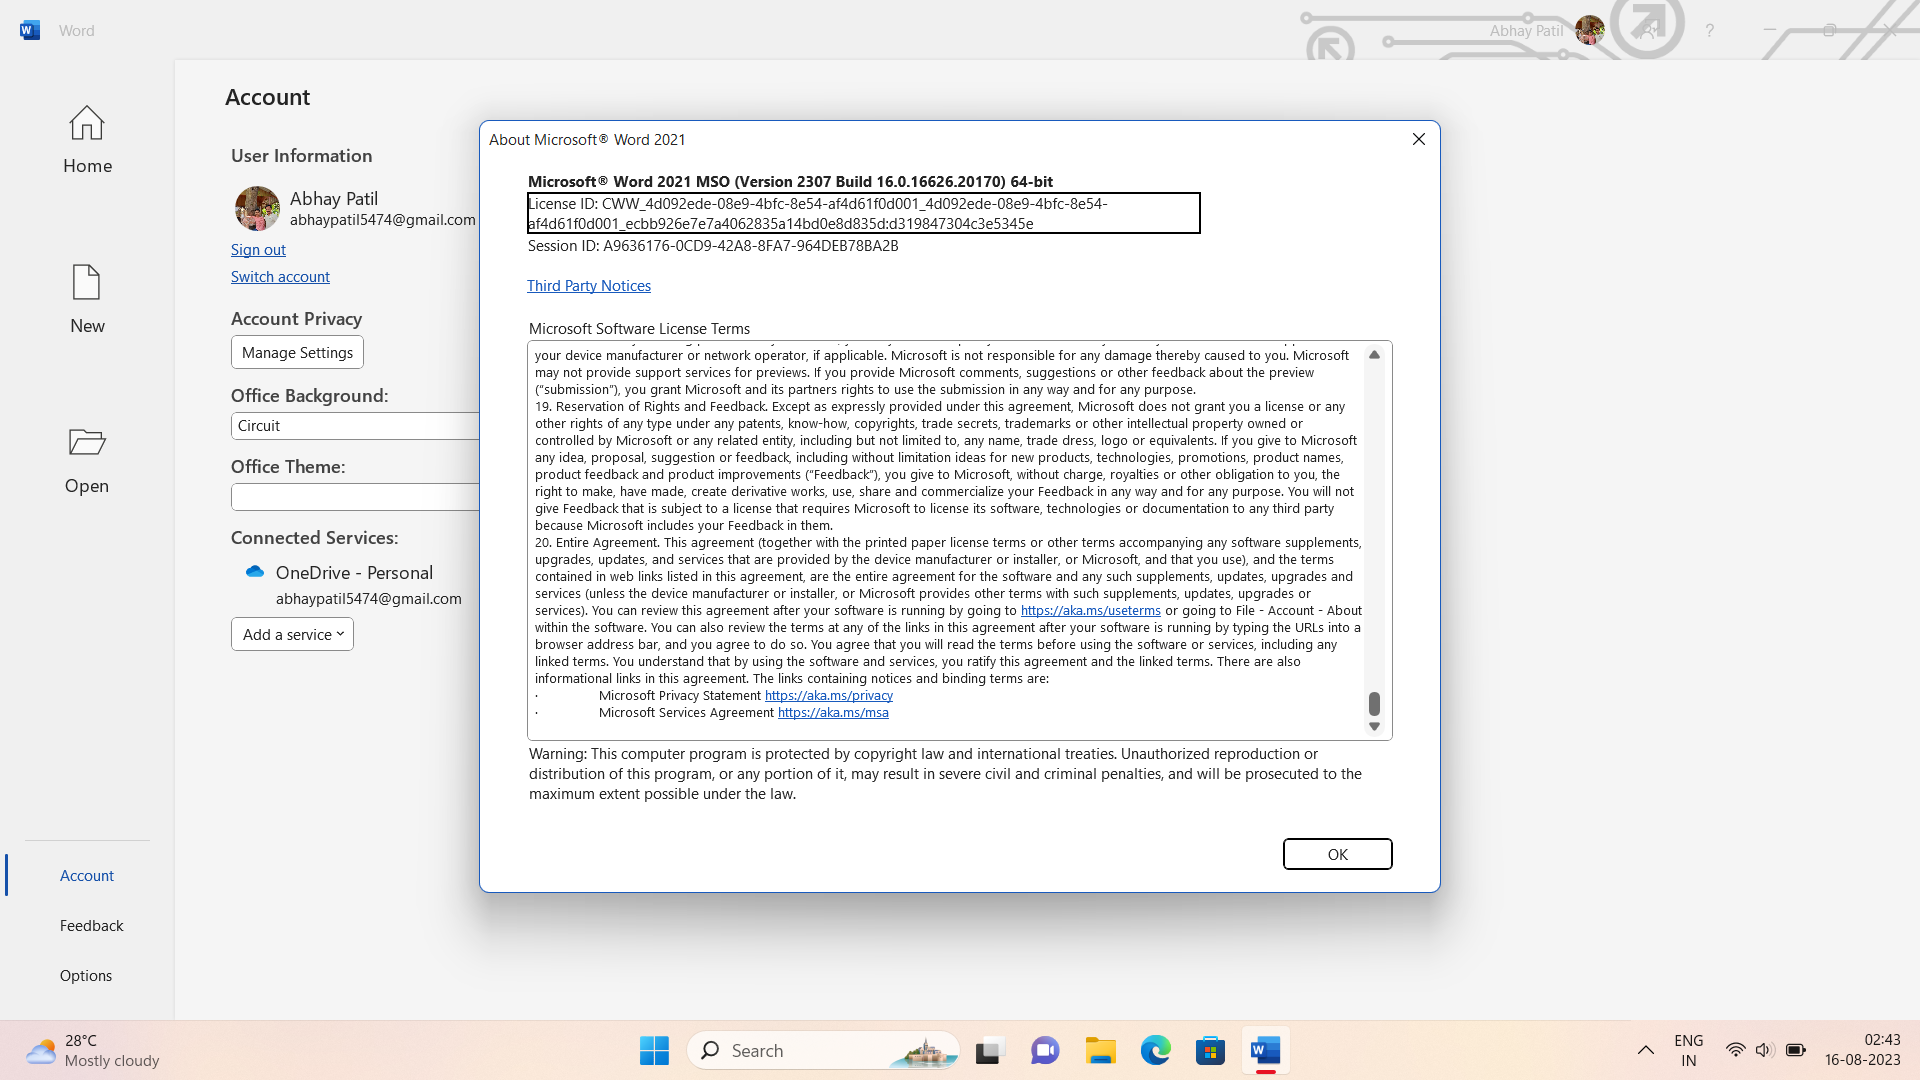 Word
Abhay Patil
Home
New
Open
Account
Feedback
Options
Account
User Information
Abhay Patil
abhaypatil5474@gmail.com
Sign out
Switch account
Account Privacy
Manage Settings
Office Background:
Circuit
Office Theme:
Connected Services:
OneDrive - Personal
abhaypatil5474@gmail.com
Add a service
About Microsoft® Word 2021
Microsoft® Word 2021 MSO (Version 2307 Build 16.0.16626.20170) 64-bit
License ID: CWW_4d092ede-08e9-4bfc-8e54-af4d61f0d001_4d092ede-08e9-4bfc-8e54-
af4d61f0d001_ecbb926e7e7a4062835a14bd0e8d835d:d319847304c3e5345e
Session ID: A9636176-0CD9-42A8-8FA7-964DEB78BA2B
Third Party Notices
Microsoft Software License Terms
your device manufacturer or network operator, if applicable. Microsoft is not responsible for any damage thereby caused to you. Microsoft
may not provide support services for previews. If you provide Microsoft comments, suggestions or other feedback about the preview
(“submission”), you grant Microsoft and its partners rights to use the submission in any way and for any purpose.
19. Reservation of Rights and Feedback. Except as expressly provided under this agreement, Microsoft does not grant you a license or any
other rights of any type under any patents, know-how, copyrights, trade secrets, trademarks or other intellectual property owned or
controlled by Microsoft or any related entity, including but not limited to, any name, trade dress, logo or equivalents. If you give to Microsoft
any idea, proposal, suggestion or feedback, including without limitation ideas for new products, technologies, promotions, product names,
product feedback and product improvements (“Feedback”), you give to Microsoft, without charge, royalties or other obligation to you, the
right to make, have made, create derivative works, use, share and commercialize your Feedback in any way and for any purpose. You will not
give Feedback that is subject to a license that requires Microsoft to license its software, technologies or documentation to any third party
because Microsoft includes your Feedback in them.
20. Entire Agreement. This agreement (together with the printed paper license terms or other terms accompanying any software supplements,
upgrades, updates, and services that are provided by the device manufacturer or installer, or Microsoft, and that you use), and the terms
contained in web links listed in this agreement, are the entire agreement for the software and any such supplements, updates, upgrades and
services (unless the device manufacturer or installer, or Microsoft provides other terms with such supplements, updates, upgrades or
services). You can review this agreement after your software is running by going to https://aka.ms/useterms or going to File - Account - About
within the software. You can also review the terms at any of the links in this agreement after your software is running by typing the URLs into a
browser address bar, and you agree to do so. You agree that you will read the terms before using the software or services, including any
linked terms. You understand that by using the software and services, you ratify this agreement and the linked terms. There are also
informational links in this agreement. The links containing notices and binding terms are:
· Microsoft Privacy Statement https://aka.ms/privacy
· Microsoft Services Agreement https://aka.ms/msa
Warning: This computer program is protected by copyright law and international treaties. Unauthorized reproduction or
distribution of this program, or any portion of it, may result in severe civil and criminal penalties, and will be prosecuted to the
maximum extent possible under the law.
OK
28°C
Mostly cloudy
Search
ENG
IN
02:43
16-08-2023